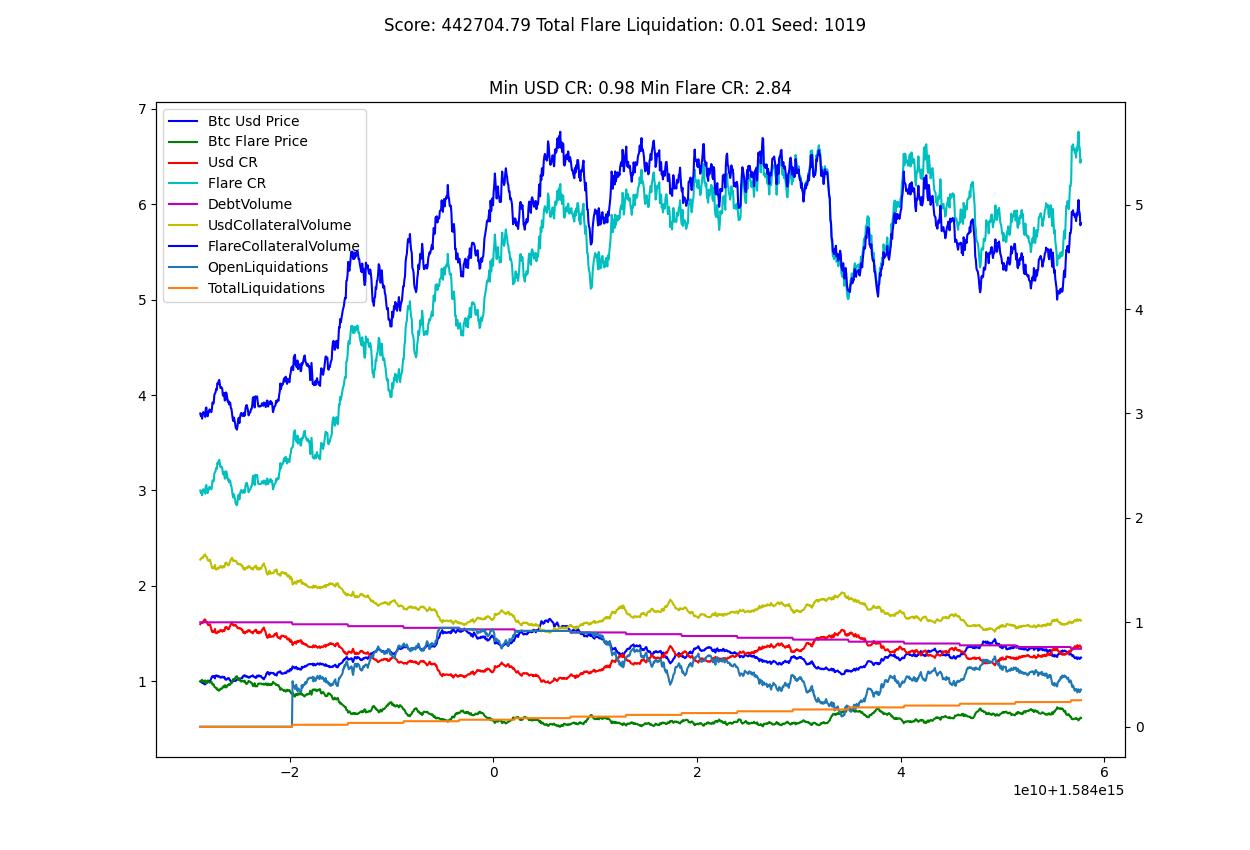 Score: 442704.79 Total Flare Liquidation: 0.01 Seed: 1019
Min USD CR: 0.98 Min Flare CR: 2.84
Btc Usd Price
Btc Flare Price
Usd CR
Flare CR
DebtVolume
UsdCollateralVolume
FlareCollateralVolume
OpenLiquidations
TotalLiquidations
7
6
5
4
3
2
1
5
4
3
2
1
0
−2 0 2 4 6
1e10+1.584e15